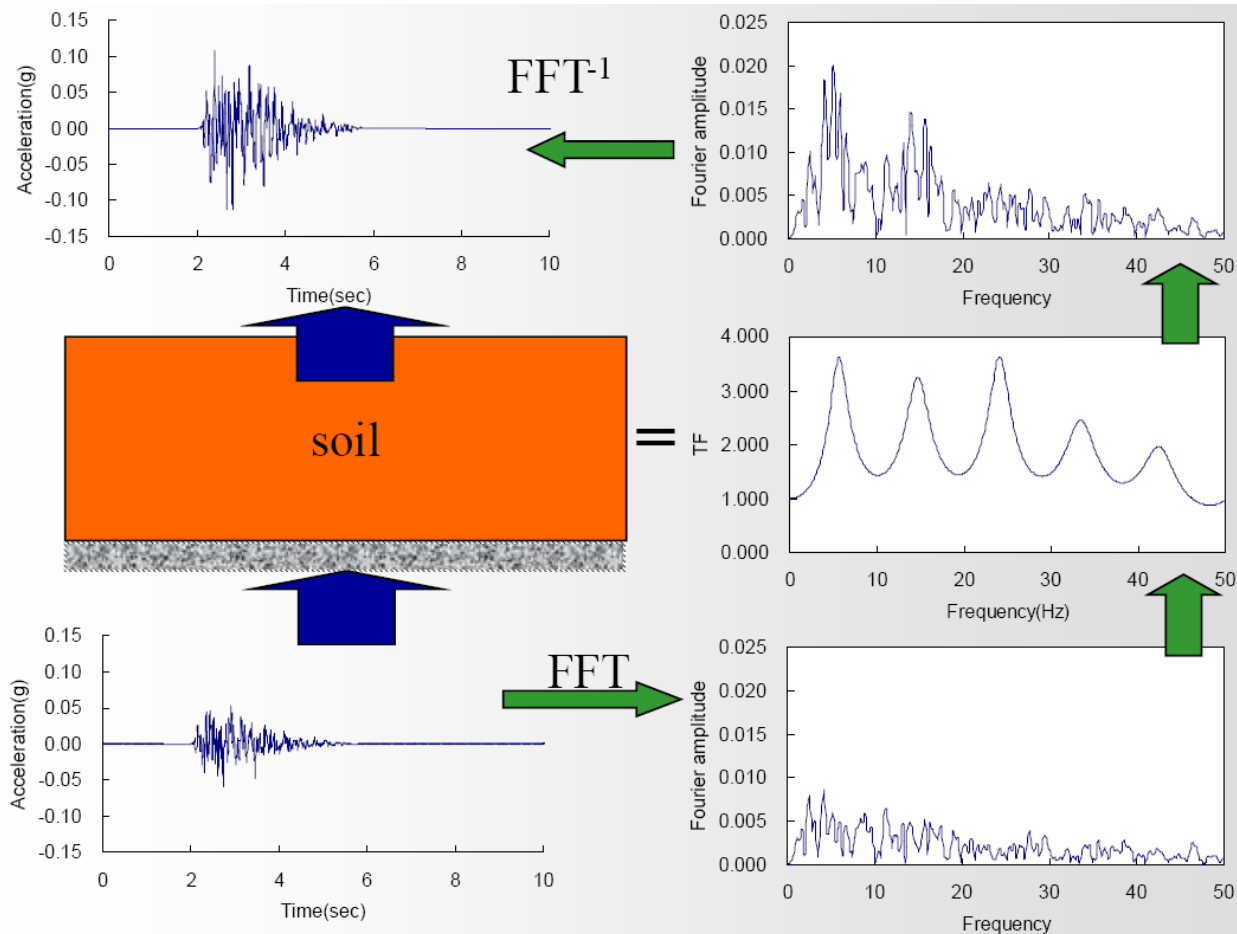 0.15
0.10
0.05
0.00
-0.05
-0.10
-0.15
Acceleration(g)
0 2 4 6 8 10
Time(sec)
FFT-1
0.025
0.020
0.015
0.010
0.005
0.000
Fourier amplitude
0 10 20 30 40 50
Frequency
soil
=
4.000
3.000
2.000
1.000
0.000
TF
0 10 20 30 40 50
Frequency(Hz)
0.15
0.10
0.05
0.00
-0.05
-0.10
-0.15
Acceleration(g)
0 2 4 6 8 10
Time(sec)
FFT
0.025
0.020
0.015
0.010
0.005
0.000
Fourier amplitude
0 10 20 30 40 50
Frequency